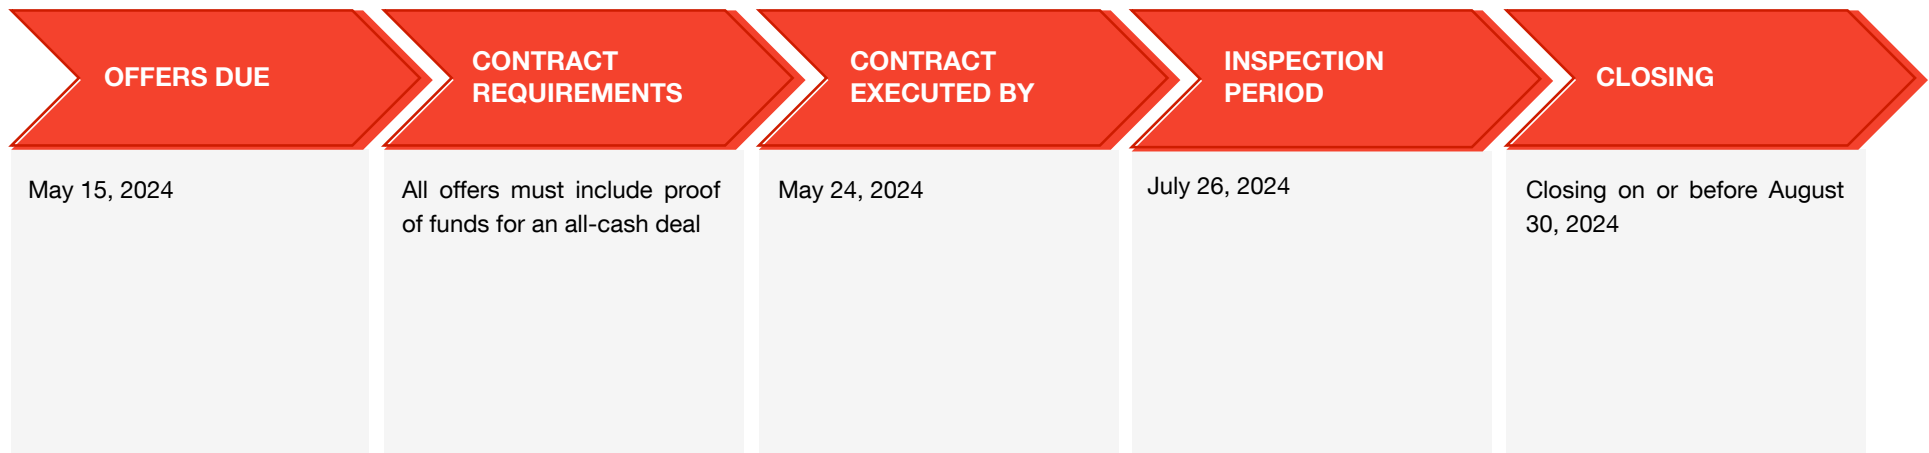 OFFERS DUE
CONTRACT
REQUIREMENTS
CONTRACT
EXECUTED BY
INSPECTION
PERIOD
CLOSING
May 15, 2024
All offers must include proof
of funds for an all-cash deal
May 24, 2024
July 26, 2024
Closing on or before August
30, 2024